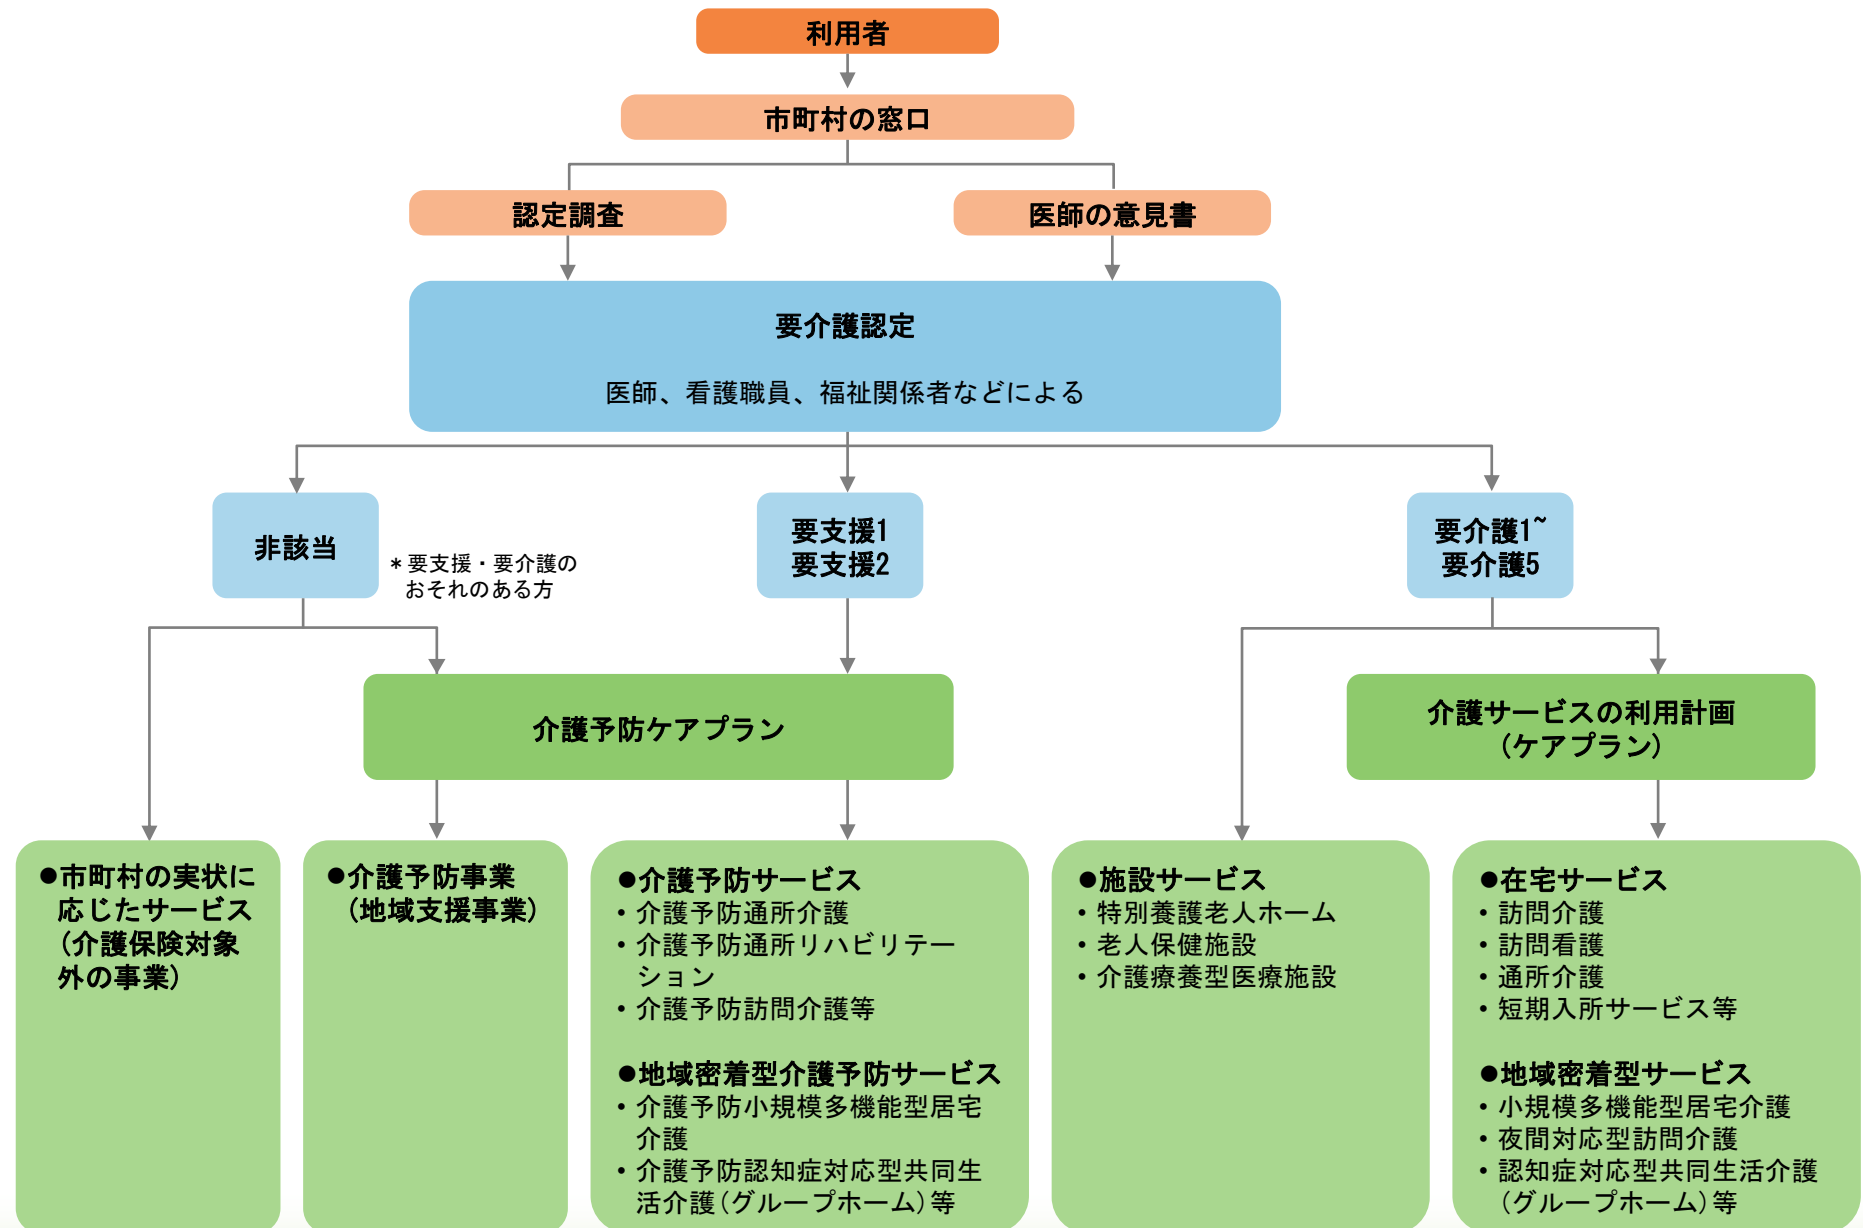 利用者
市町村の窓口
認定調査
医師の意見書
要介護認定
医師、看護職員、福祉関係者などによる
非該当
*要支援・要介護の
おそれのある方
要支援1
要支援2
要介護1~
要介護5
介護予防ケアプラン
介護サービスの利用計画
(ケアプラン)
●市町村の実状に
応じたサービス
(介護保険対象
外の事業)
●介護予防事業
(地域支援事業)
●介護予防サービス
・介護予防通所介護
・介護予防通所リハビリテー
ション
・介護予防訪問介護等
●地域密着型介護予防サービス
・介護予防小規模多機能型居宅
介護
・介護予防認知症対応型共同生
活介護(グループホーム)等
●施設サービス
・特別養護老人ホーム
・老人保健施設
・介護療養型医療施設
●在宅サービス
・訪問介護
・訪問看護
・通所介護
・短期入所サービス等
●地域密着型サービス
・小規模多機能型居宅介護
・夜間対応型訪問介護
・認知症対応型共同生活介護
(グループホーム)等